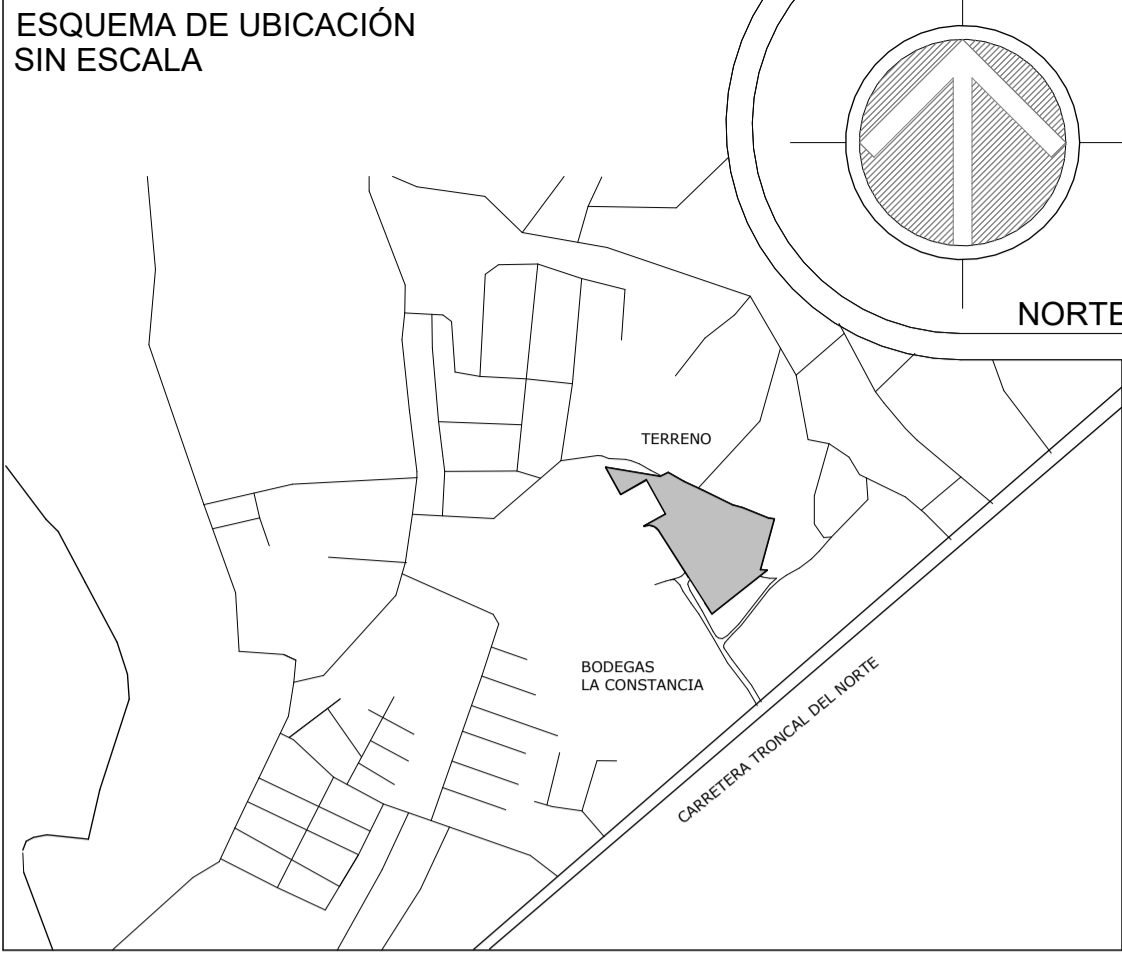 ESQUEMA DE UBICACIÓN
SIN ESCALA
NORTE
TERRENO
BODEGAS
LA CONSTANCIA
CARRETERA TRONCAL DEL NORTE